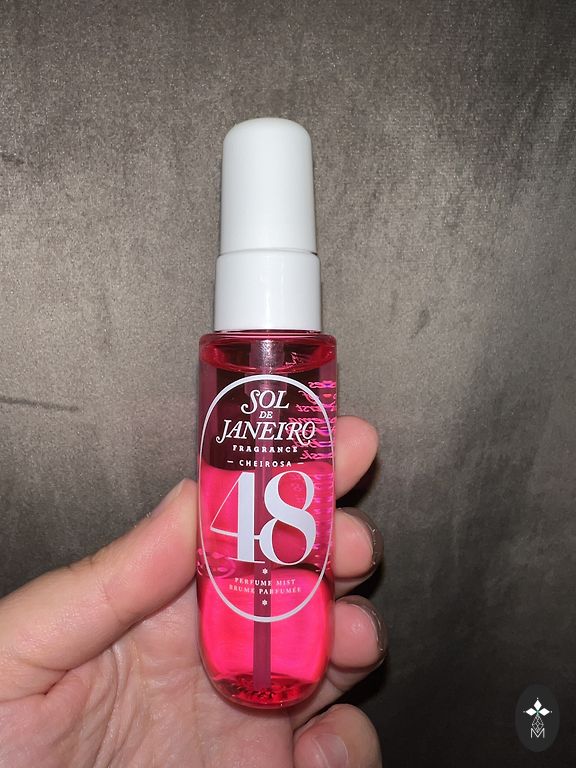 SOL
DE
JANEIRO
FRAGRANCE
CHEIROSA
48
PERFUME MIST
BRUME PARFUMÉE
M